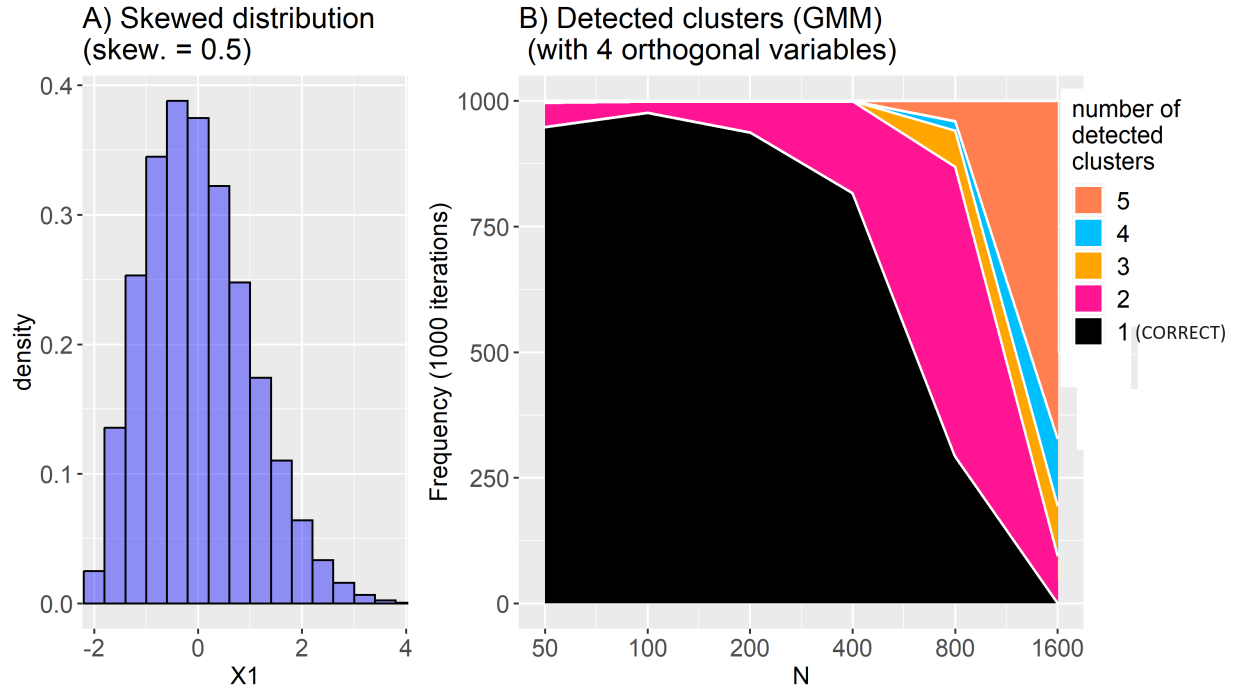 A) Skewed distribution
(skew. = 0.5)
0.4
0.3
0.2
0.1
0.0
density
-2
0
2
4
X1
B) Detected clusters (GMM)
(with 4 orthogonal variables)
1000
750
500
250
0
Frequency (1000 iterations)
50
100
200
400
800
1600
N
number of
detected
clusters
5
4
3
2
1 (CORRECT)